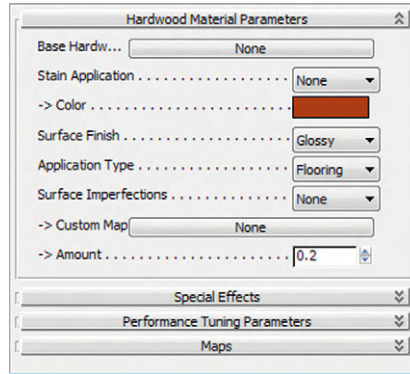 Hardwood Material Parameters
Base Hardw... None
Stain Application . . . . . . . . . . . . . . . . . . None
-> Color . . . . . . . . . . . . . . . . . . . . . . . .
Surface Finish . . . . . . . . . . . . . . . . . . . . . Glossy
Application Type . . . . . . . . . . . . . . . . . . Flooring
Surface Imperfections . . . . . . . . . . . . . . None
-> Custom Map None
-> Amount . . . . . . . . . . . . . . . . . . . . . . 0.2
Special Effects
Performance Tuning Parameters
Maps